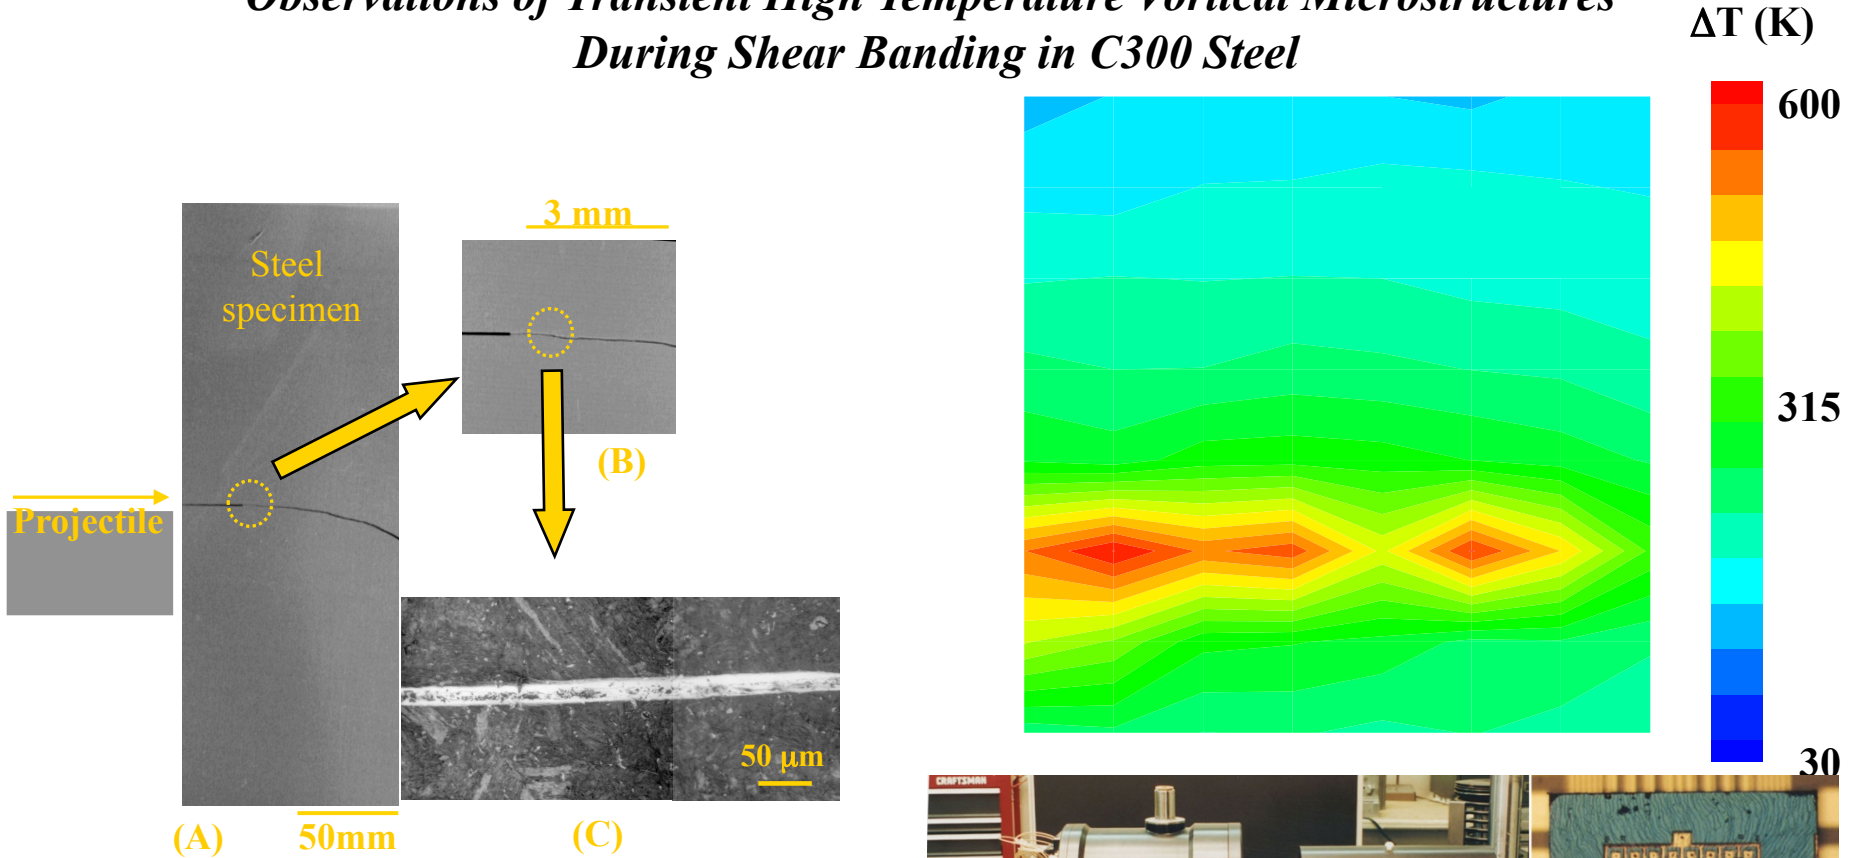 Observations of Transient High Temperature Vortical Microstructures
During Shear Banding in C300 Steel
ΔT (K)
600
315
30
3 mm
Steel
specimen
(B)
Projectile
50 μm
(A)
50mm
(C)
CRAFTSMAN